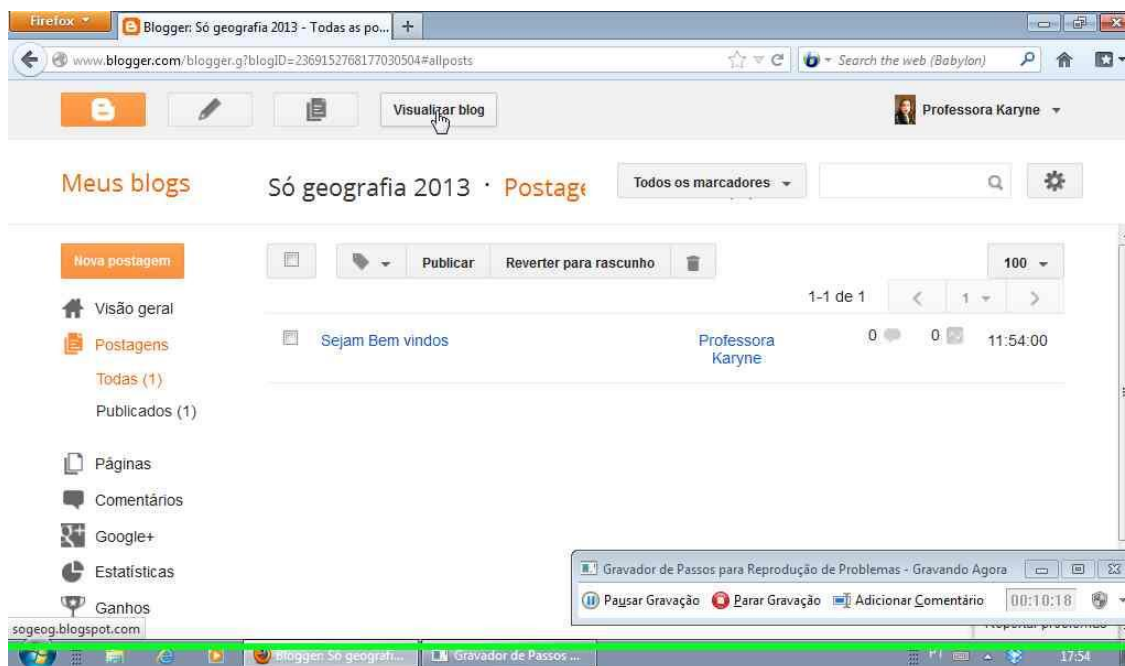 Firefox
Blogger: Só geografia 2013 - Todas as po...
www.blogger.com/blogger.g?blogID=2369152768177030504#allposts
Search the web (Babylon)
Visualizar blog
Professora Karyne
Meus blogs
Só geografia 2013 · Postage
Todos os marcadores
Nova postagem
Publicar
Reverter para rascunho
100
1-1 de 1
1
Visão geral
Sejam Bem vindos
Professora
Karyne
0
0
11:54:00
Postagens
Todas (1)
Publicados (1)
Páginas
Comentários
Google+
Estatísticas
Ganhos
Gravador de Passos para Reprodução de Problemas - Gravando Agora
Pausar Gravação
Parar Gravação
Adicionar Comentário
00:10:18
sogeog.blogspot.com
Blogger: Só geografi...
Gravador de Passos ...
17:54